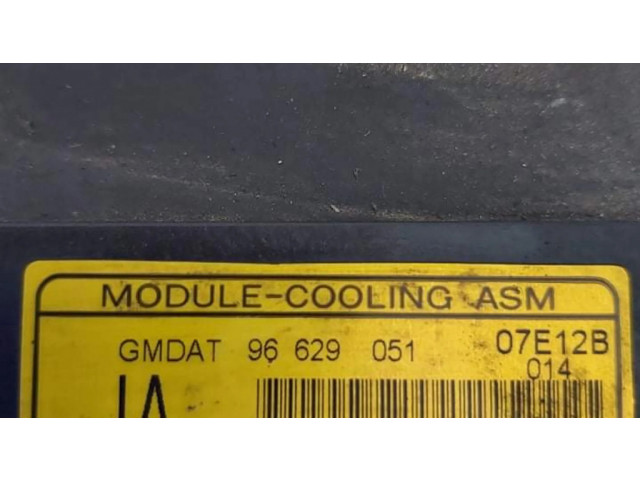 MODULE-COOLING ASM
GMDAT 96 629 051 07E12B
014